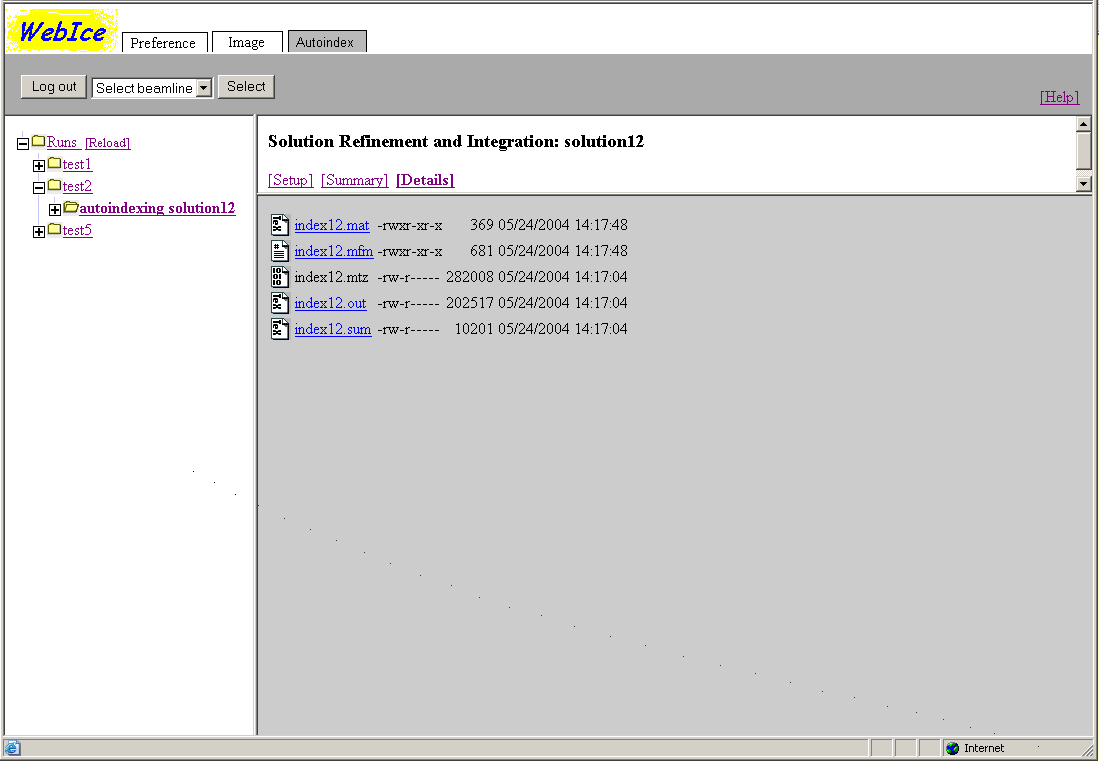 WebIce
Preference Image Autoindex
Log out Select beamline Select
[Help]
Runs [Reload]
test1
test2
autoindexing solution12
test5
Solution Refinement and Integration: solution12
[Setup] [Summary] [Details]
index12.mat -rwxr-xr-x 369 05/24/2004 14:17:48
index12.mfm -rwxr-xr-x 681 05/24/2004 14:17:48
index12.mtz -rw-r----- 282008 05/24/2004 14:17:04
index12.out -rw-r----- 202517 05/24/2004 14:17:04
index12.sum -rw-r----- 10201 05/24/2004 14:17:04
Internet